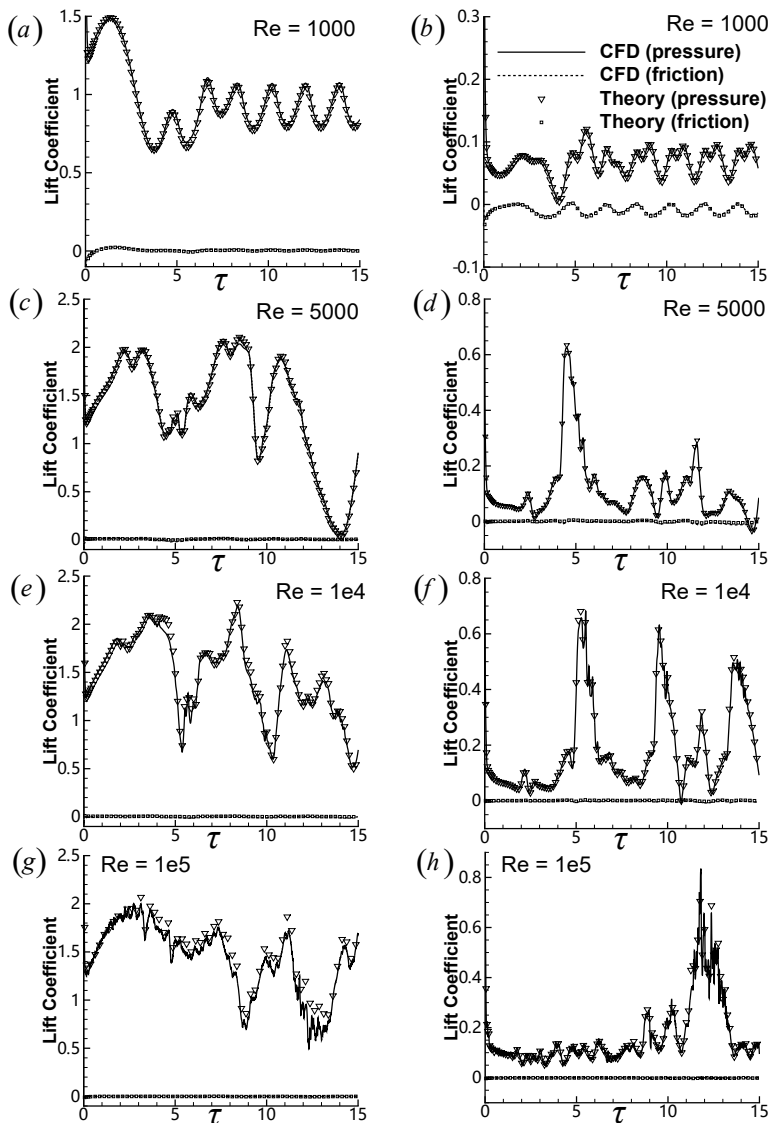 (a) Re = 1000
Lift Coefficient
1.5
1
0.5
0
0 5 10 15
τ
(b) Re = 1000
Lift Coefficient
0.3
0.2
0.1
0
-0.1
CFD (pressure)
CFD (friction)
Theory (pressure)
Theory (friction)
0 5 10 15
τ
(c) Re = 5000
Lift Coefficient
2.5
2
1.5
1
0.5
0
0 5 10 15
τ
(d) Re = 5000
Lift Coefficient
0.8
0.6
0.4
0.2
0
0 5 10 15
τ
(e) Re = 1e4
Lift Coefficient
2.5
2
1.5
1
0.5
0
0 5 10 15
τ
(f) Re = 1e4
Lift Coefficient
0.8
0.6
0.4
0.2
0
0 5 10 15
τ
(g) Re = 1e5
Lift Coefficient
2.5
2
1.5
1
0.5
0
0 5 10 15
τ
(h) Re = 1e5
Lift Coefficient
0.8
0.6
0.4
0.2
0
0 5 10 15
τ